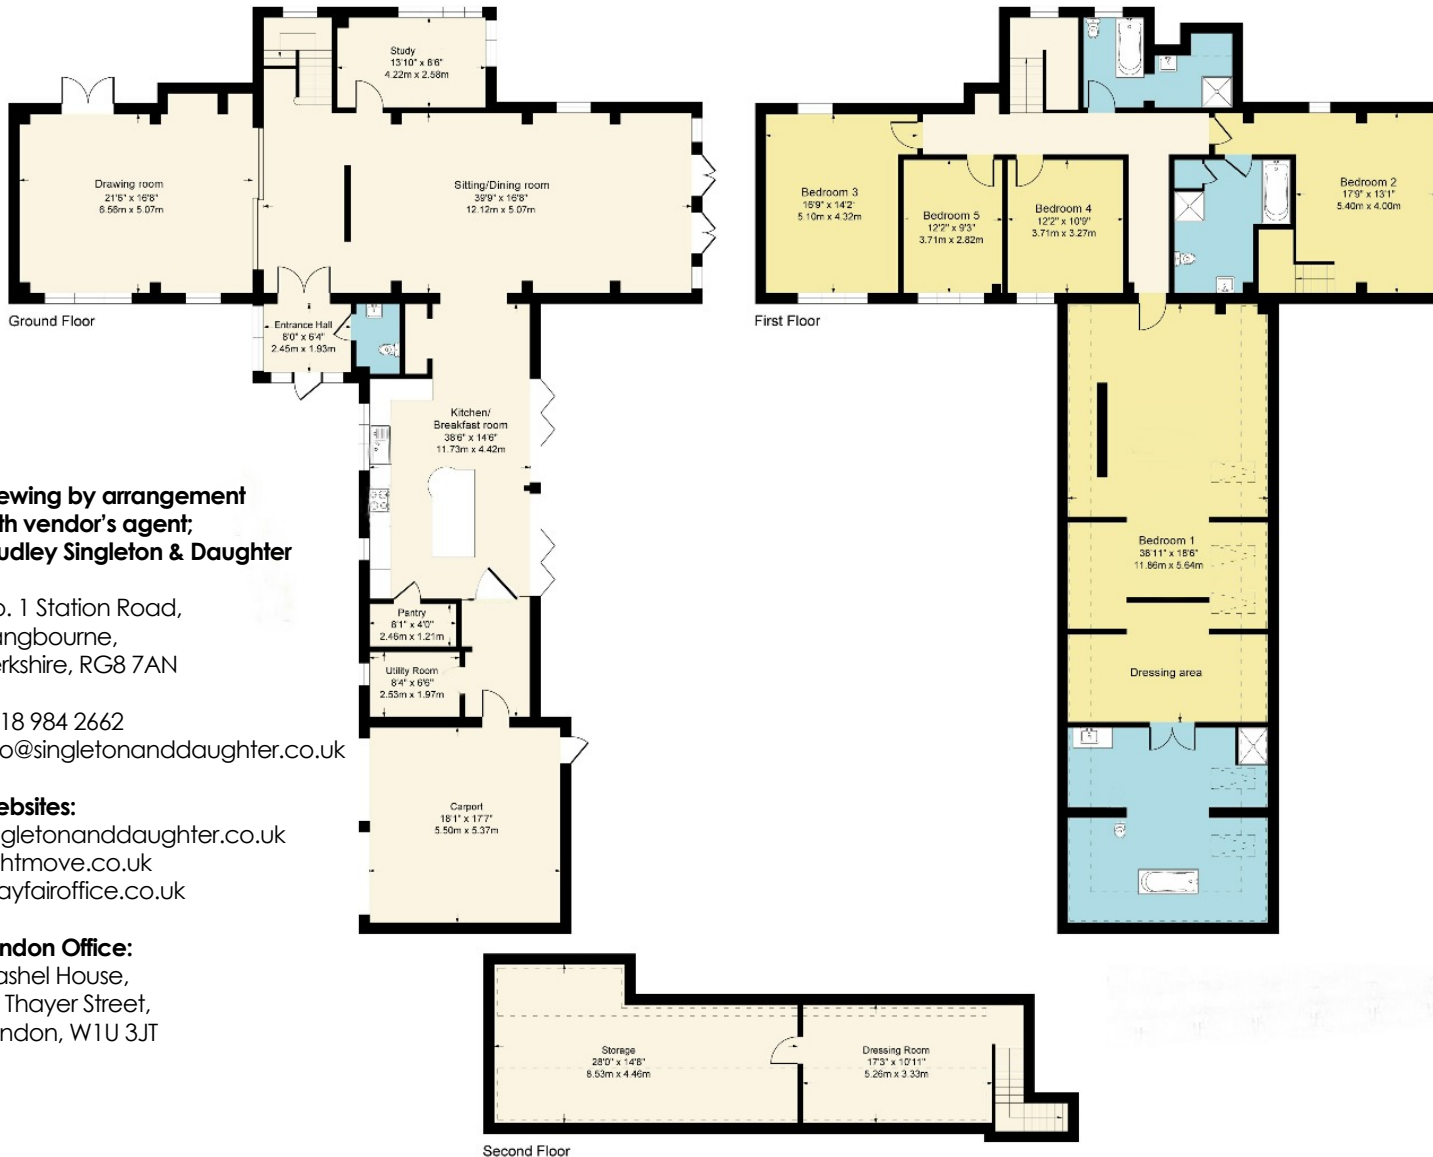 Study
13'10" x 8'6"
4.22m x 2.58m
Drawing room
21'6" x 16'8"
6.56m x 5.07m
Sitting/Dining room
39'9" x 16'8"
12.12m x 5.07m
Ground Floor
Entrance Hall
8'0" x 6'4"
2.45m x 1.93m
Kitchen/
Breakfast room
38'6" x 14'6"
11.73m x 4.42m
Pantry
8'1" x 4'0"
2.46m x 1.21m
Utility Room
8'4" x 6'6"
2.53m x 1.97m
Carport
18'1" x 17'7"
5.50m x 5.37m
Bedroom 3
16'9" x 14'2"
5.10m x 4.32m
Bedroom 5
12'2" x 9'3"
3.71m x 2.82m
Bedroom 4
12'2" x 10'9"
3.71m x 3.27m
Bedroom 2
17'9" x 13'1"
5.40m x 4.00m
First Floor
Bedroom 1
38'11" x 18'6"
11.86m x 5.64m
Dressing area
ewing by arrangement
th vendor's agent;
udley Singleton & Daughter
o. 1 Station Road,
angbourne,
erkshire, RG8 7AN
18 984 2662
o@singletonanddaughter.co.uk
ebsites:
gletonanddaughter.co.uk
htmove.co.uk
ayfairoffice.co.uk
ndon Office:
ashel House,
Thayer Street,
ndon, W1U 3JT
Storage
28'0" x 14'8"
8.53m x 4.46m
Dressing Room
17'3" x 10'11"
5.26m x 3.33m
Second Floor